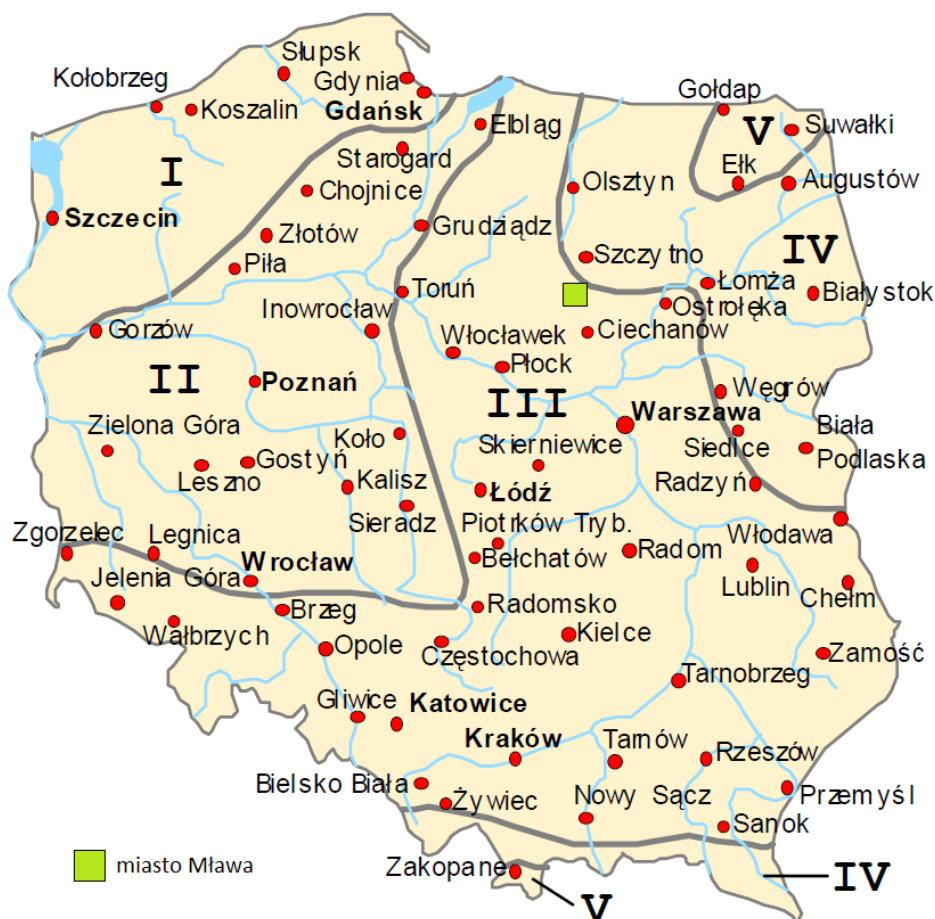 Słupsk
Kołobrzeg
Gdynia
Koszalin
Gdańsk
Gołdap
Elbląg
V
Suwałki
Starogard
I
Ełk
Chojnice
Olsztyn
Augustów
Szczecin
Złotów
Grudziądz
Szczytno
IV
Piła
Łomża
Toruń
Białystok
Inowrocław
Ostrołęka
Gorzów
Włocławek
Ciechanów
Płock
II
Poznań
III
Węgrów
Warszawa
Zielona Góra
Koło
Skierniewice
Siedlce
Biała
Podlaska
Gostyń
Leszno
Kalisz
Łódź
Radzyń
Sieradz
Piotrków Tryb.
Włodawa
Zgorzelec
Legnica
Wrocław
Bełchatów
Radom
Lublin
Jelenia Góra
Chełm
Brzeg
Radomsko
Wałbrzych
Kielce
Opole
Częstochowa
Zamość
Tarnobrzeg
Gliwice
Katowice
Kraków
Tarnów
Rzeszów
Bielsko Biała
Żywiec
Nowy Sącz
Przemyśl
Sanok
miasto Mława
Zakopane
IV
V